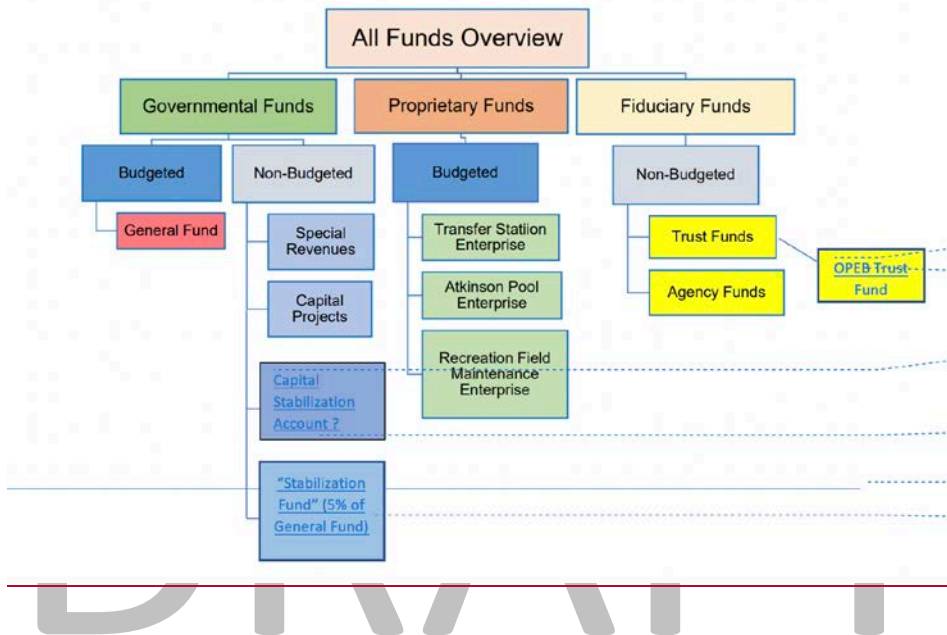 All Funds Overview
Governmental Funds
Proprietary Funds
Fiduciary Funds
Budgeted
Non-Budgeted
Budgeted
Non-Budgeted
General Fund
Special
Revenues
Capital
Projects
Capital
Stabilization
Account ?
"Stabilization
Fund" (5% of
General Fund)
Transfer Statiion
Enterprise
Atkinson Pool
Enterprise
Recreation Field
Maintenance
Enterprise
Trust Funds
Agency Funds
OPEB Trust
Fund
DRAFT